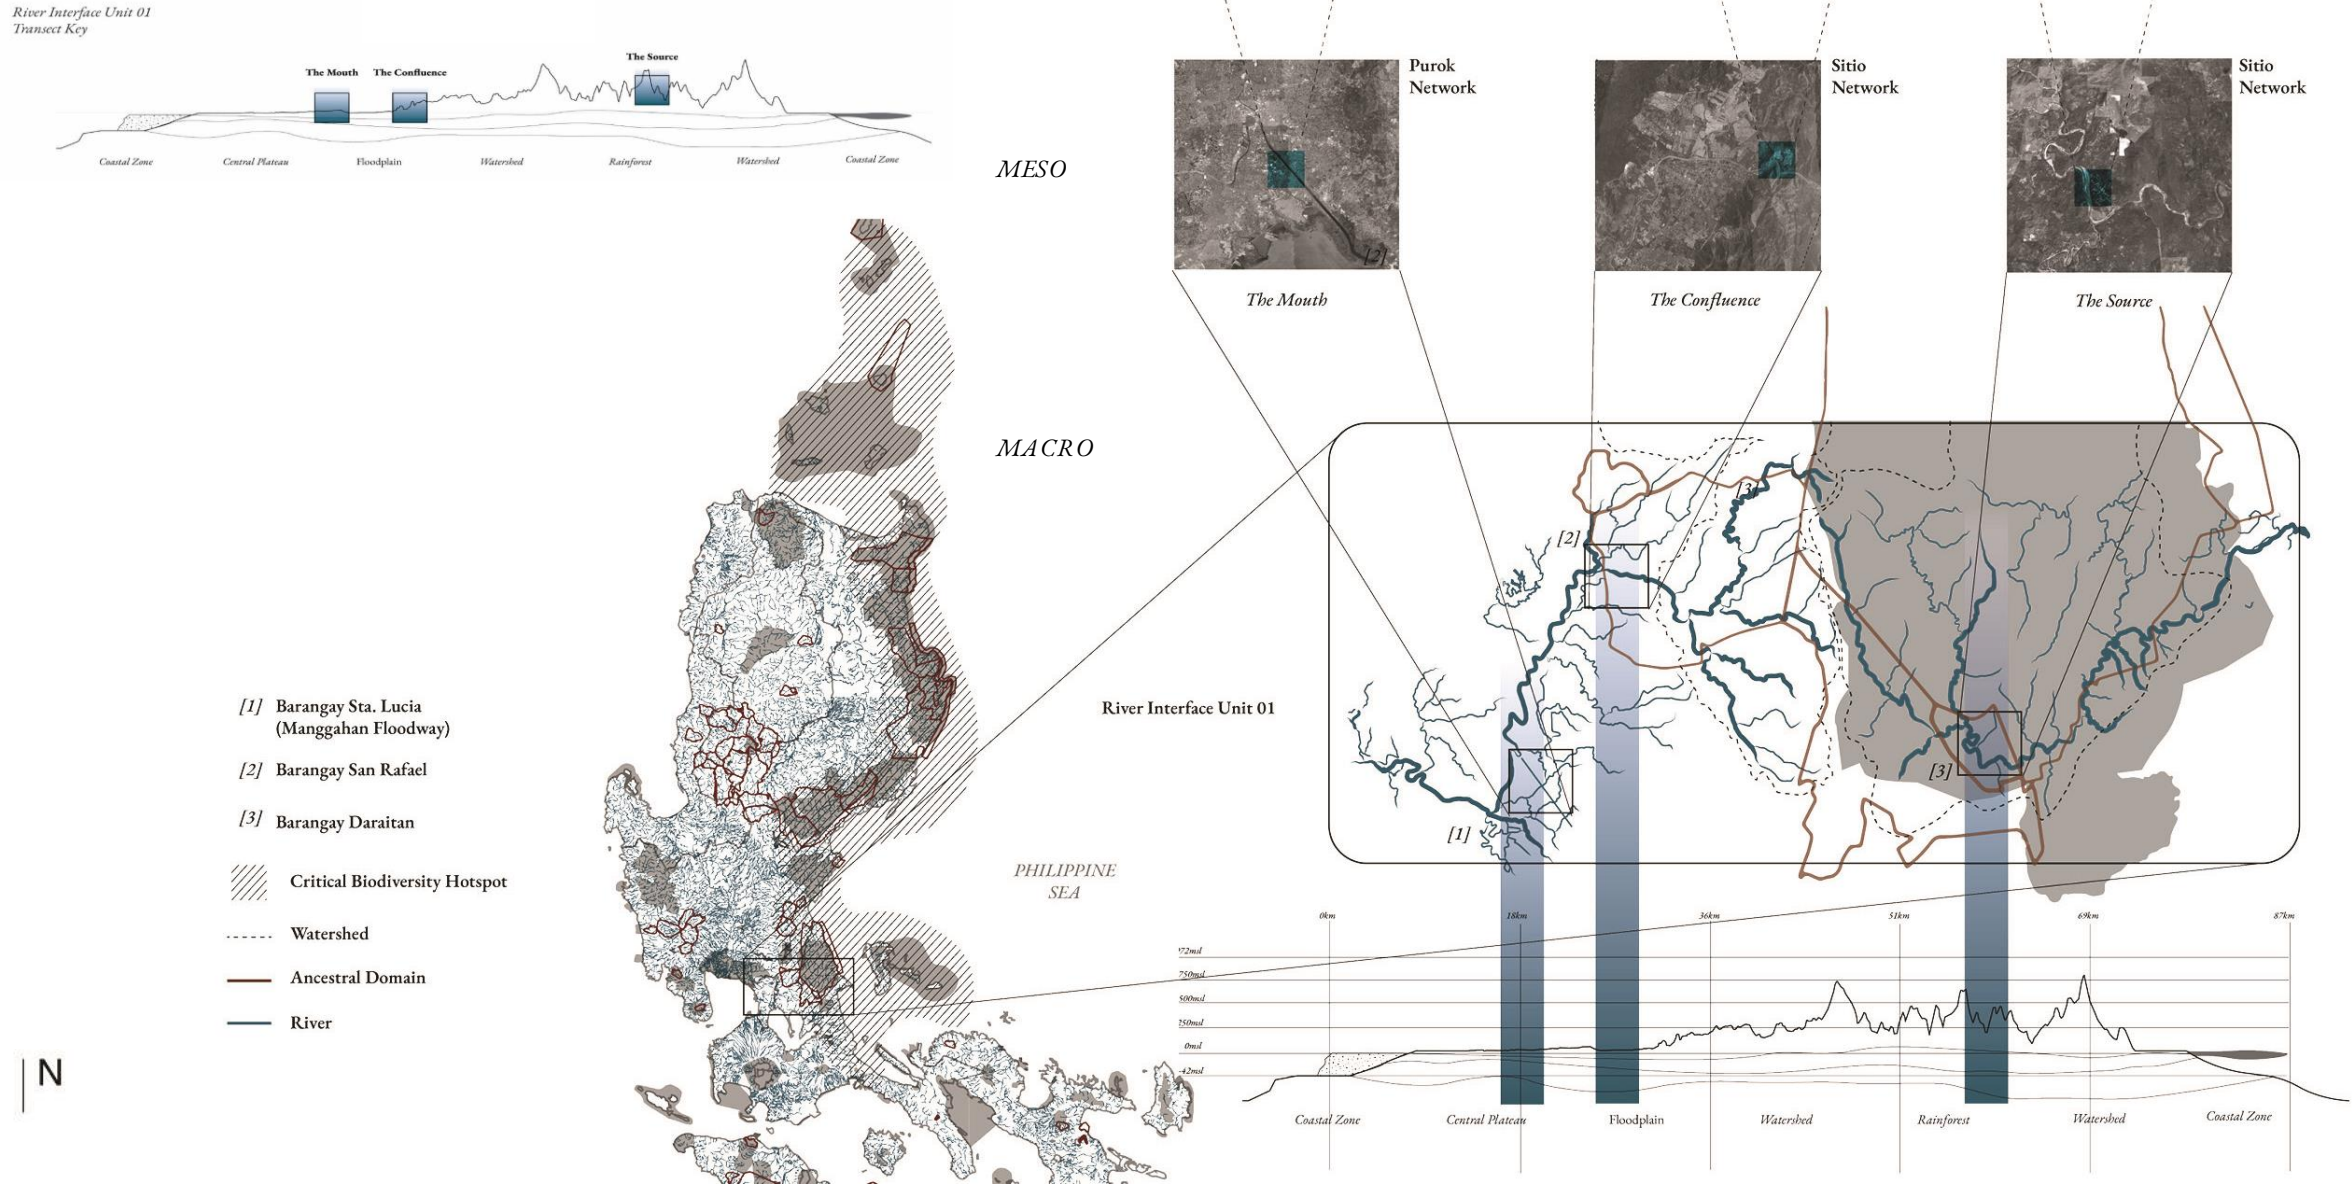 River Interface Unit 01
Transect Key
The Mouth
The Confluence
The Source
Coastal Zone
Central Plateau
Floodplain
Watershed
Rainforest
Watershed
Coastal Zone
MESO
Purok
Network
Sitio
Network
Sitio
Network
[2]
The Mouth
The Confluence
The Source
MACRO
[3]
[2]
[3]
[1]
River Interface Unit 01
[1] Barangay Sta. Lucia
(Manggahan Floodway)
[2] Barangay San Rafael
[3] Barangay Daraitan
Critical Biodiversity Hotspot
Watershed
Ancestral Domain
River
N
PHILIPPINE
SEA
0km
18km
36km
51km
69km
87km
750msl
500msl
0msl
-42msl
Coastal Zone
Central Plateau
Floodplain
Watershed
Rainforest
Watershed
Coastal Zone